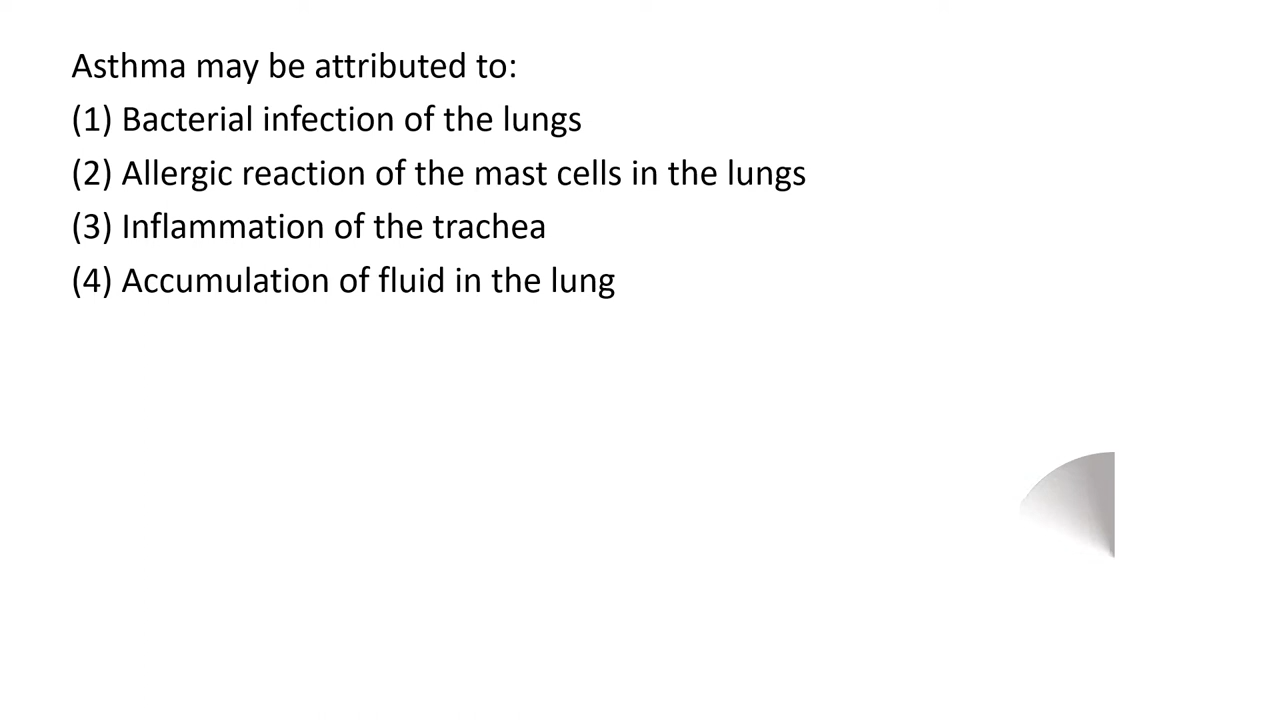 Asthma may be attributed to:
(1) Bacterial infection of the lungs
(2) Allergic reaction of the mast cells in the lungs
(3) Inflammation of the trachea
(4) Accumulation of fluid in the lung